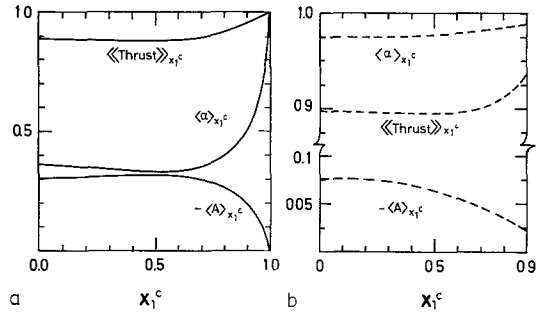 1.0
⟪Thrust⟫x₁ᶜ
⟨α⟩x₁ᶜ
0.5
-⟨A⟩x₁ᶜ
0.0 0.5 1.0
a x₁ᶜ
1.0
⟨α⟩x₁ᶜ
0.9
⟪Thrust⟫x₁ᶜ
0.1
0.05
-⟨A⟩x₁ᶜ
0 0.5 0.9
b x₁ᶜ